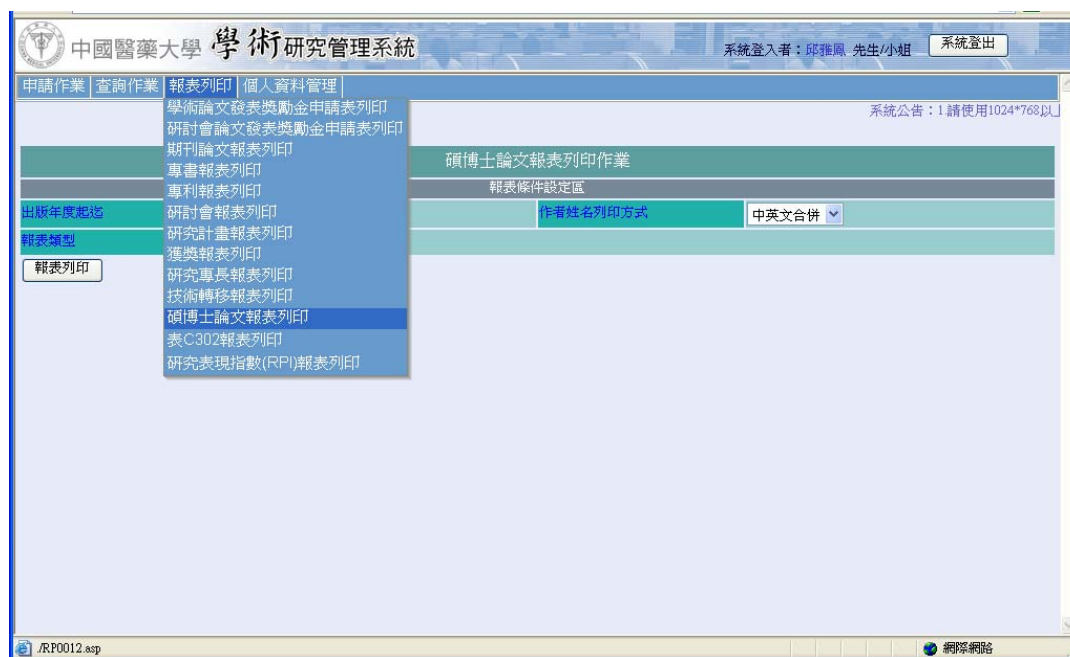 中國醫藥大學 學術研究管理系統 系統登入者：邱雅鳳 先生/小姐 系統登出
申請作業 查詢作業 報表列印 個人資料管理
系統公告：1.請使用1024*768以
學術論文發表獎勵金申請表列印
研討會論文發表獎勵金申請表列印
期刊論文報表列印
專書報表列印
專利報表列印
研討會報表列印
研究計畫報表列印
獲獎報表列印
研究專長報表列印
技術轉移報表列印
碩博士論文報表列印
表C302報表列印
研究表現指數(RPI)報表列印
碩博士論文報表列印作業
報表條件設定區
出版年度起迄 作者姓名列印方式 中英文合併
報表類型
報表列印
./RP0012.asp 網際網路